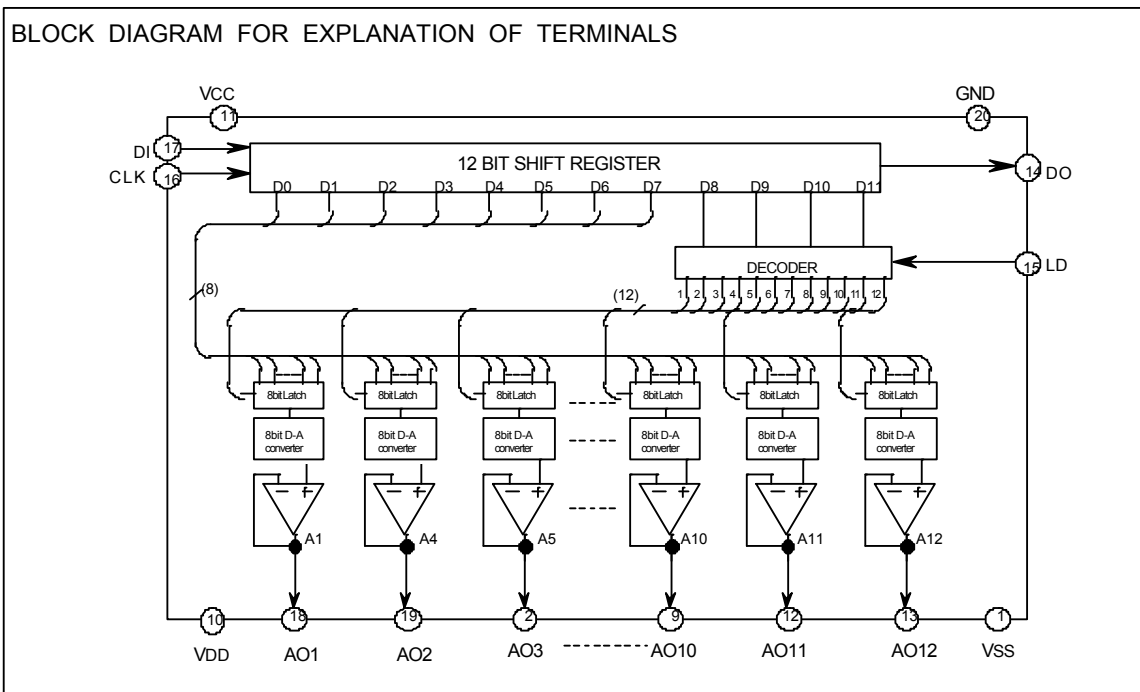 BLOCK DIAGRAM FOR EXPLANATION OF TERMINALS
VCC GND
11 20
DI 17 12 BIT SHIFT REGISTER 14 DO
CLK 16
D0 D1 D2 D3 D4 D5 D6 D7 D8 D9 D10 D11
DECODER 15 LD
1 2 3 4 5 6 7 8 9 10 11 12
(8) (12)
8bit Latch 8bit Latch 8bit Latch 8bit Latch 8bit Latch 8bit Latch
8bit D-A 8bit D-A 8bit D-A 8bit D-A 8bit D-A 8bit D-A
converter converter converter converter converter converter
− + − + − + − + − + − +
A1 A4 A5 A10 A11 A12
10 18 19 2 9 12 13 1
VDD AO1 AO2 AO3 AO10 AO11 AO12 VSS